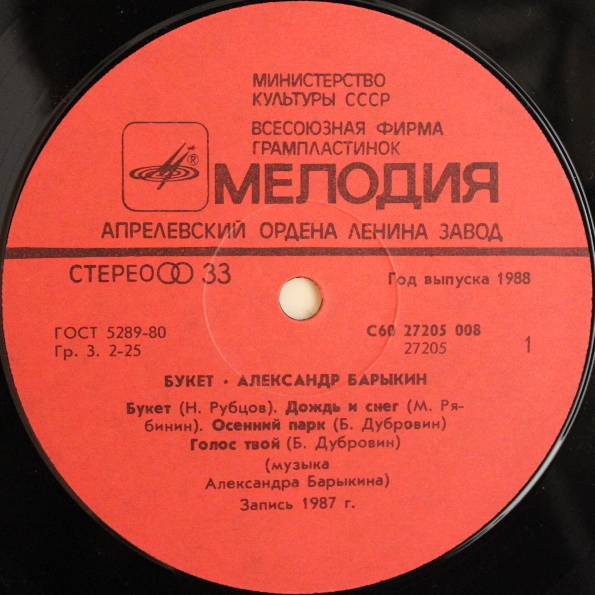 МИНИСТЕРСТВО
КУЛЬТУРЫ СССР
ВСЕСОЮЗНАЯ ФИРМА
ГРАМПЛАСТИНОК
® МЕЛОДИЯ
АПРЕЛЕВСКИЙ ОРДЕНА ЛЕНИНА ЗАВОД
СТЕРЕО 33
Год выпуска 1988
ГОСТ 5289-80
Гр. 3. 2-25
С60 27205 008
27205
1
БУКЕТ • АЛЕКСАНДР БАРЫКИН
Букет (Н. Рубцов). Дождь и снег (М. Ря-
бинин). Осенний парк (Б. Дубровин)
Голос твой (Б. Дубровин)
(музыка
Александра Барыкина)
Запись 1987 г.